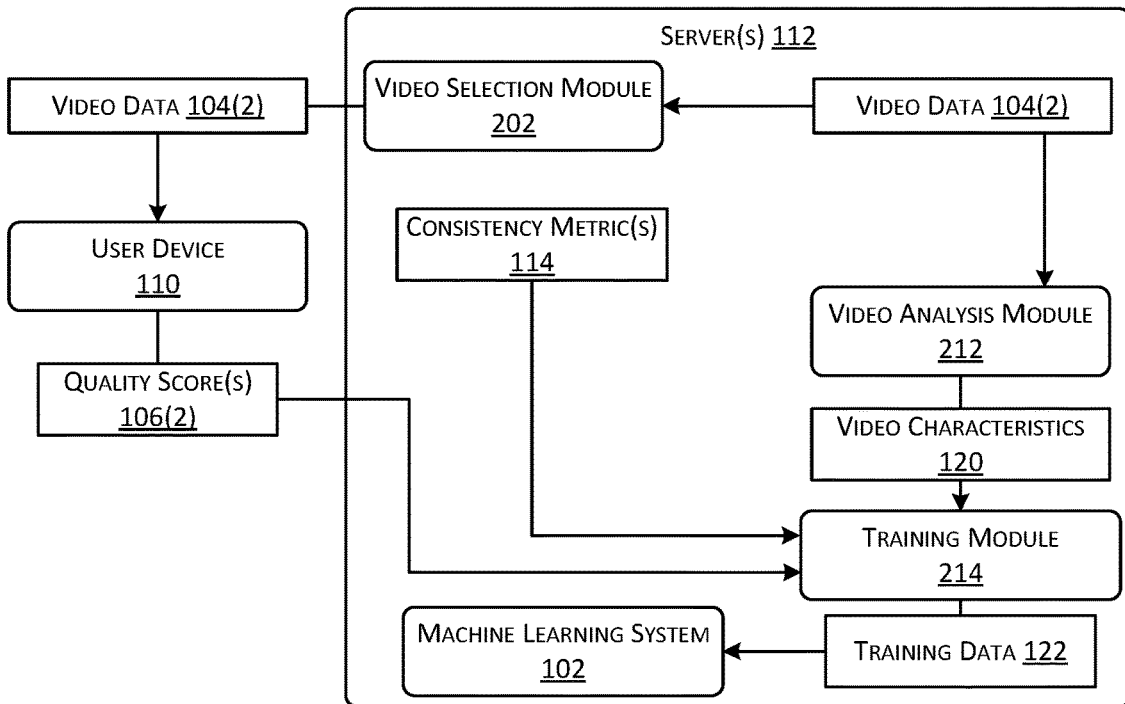 SERVER(S) 112
VIDEO DATA 104(2)
VIDEO SELECTION MODULE
202
VIDEO DATA 104(2)
USER DEVICE
110
CONSISTENCY METRIC(S)
114
VIDEO ANALYSIS MODULE
212
QUALITY SCORE(S)
106(2)
VIDEO CHARACTERISTICS
120
TRAINING MODULE
214
MACHINE LEARNING SYSTEM
102
TRAINING DATA 122